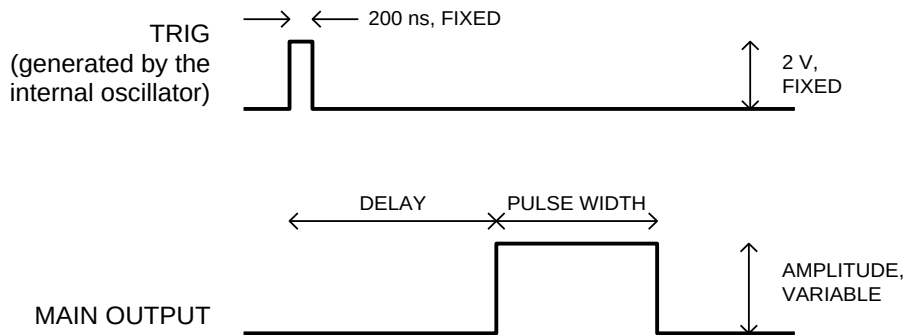 200 ns, FIXED
TRIG
(generated by the
internal oscillator)
2 V,
FIXED
DELAY
PULSE WIDTH
AMPLITUDE,
VARIABLE
MAIN OUTPUT